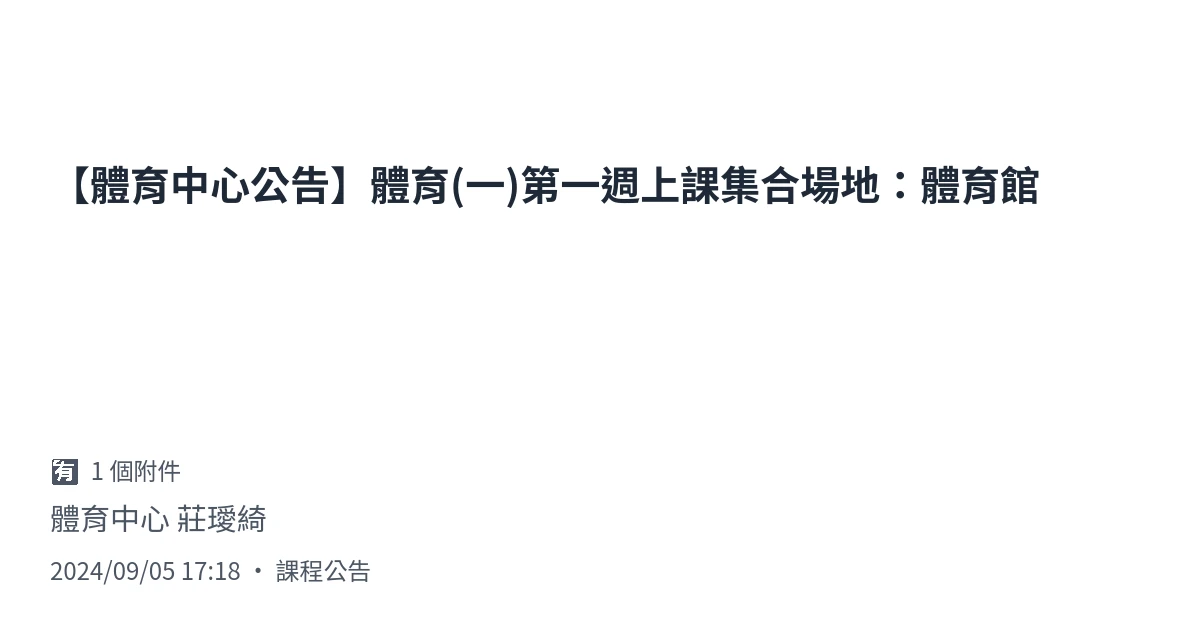 【體育中心公告】體育(一)第一週上課集合場地：體育館
🈶 1 個附件
體育中心 莊璦綺
2024/09/05 17:18 • 課程公告